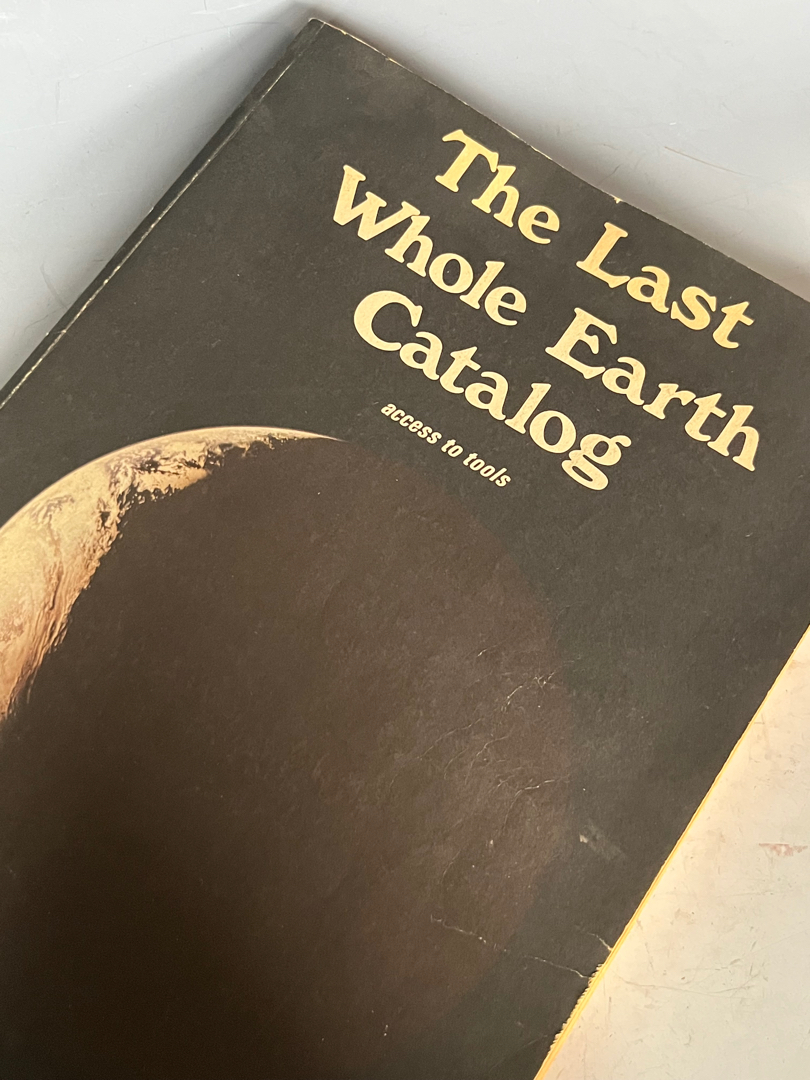 The Last
Whole Earth
Catalog
access to tools